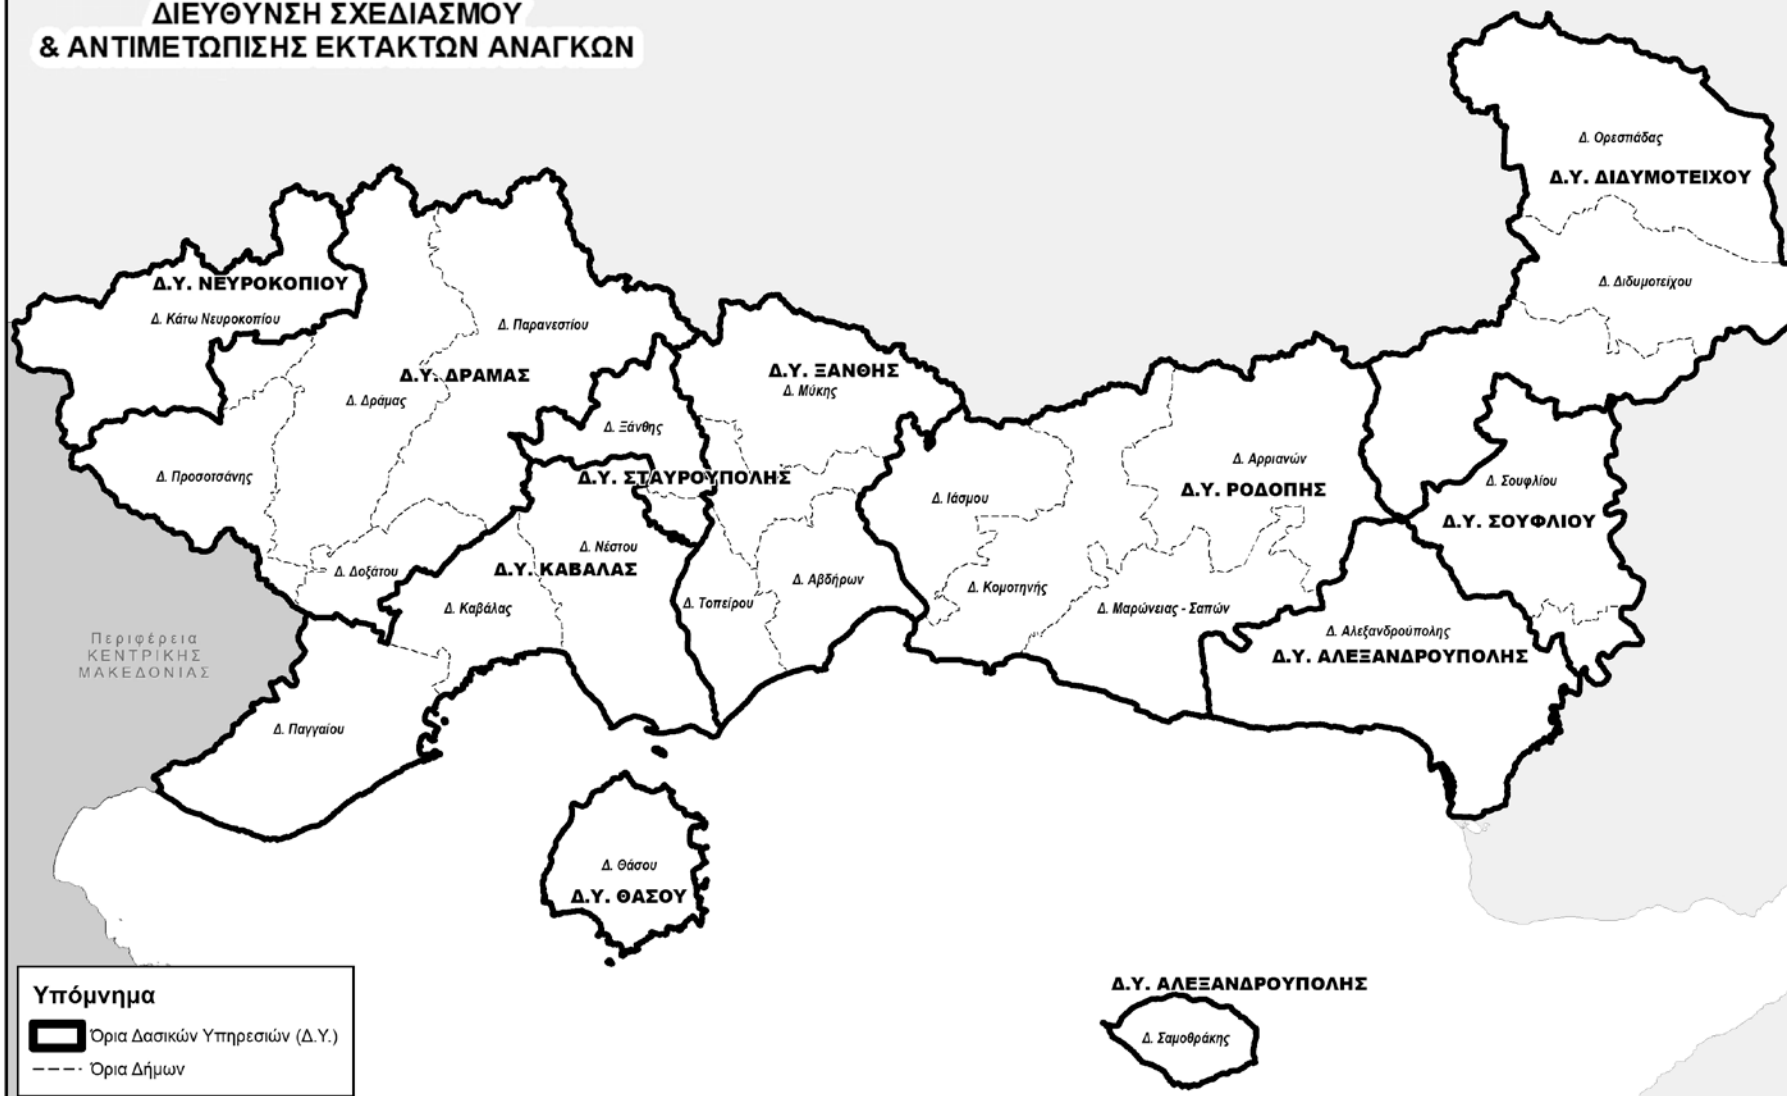 ΔΙΕΥΘΥΝΣΗ ΣΧΕΔΙΑΣΜΟΥ
& ΑΝΤΙΜΕΤΩΠΙΣΗΣ ΕΚΤΑΚΤΩΝ ΑΝΑΓΚΩΝ
Δ. Ορεσπάδας
Δ.Υ. ΔΙΔΥΜΟΤΕΙΧΟΥ
Δ. Διδυμοτείχου
Δ.Υ. ΝΕΥΡΟΚΟΠΙΟΥ
Δ. Κάτω Νευροκοπίου
Δ. Παρανεστίου
Δ.Υ. ΔΡΑΜΑΣ
Δ. Δράμας
Δ.Υ. ΞΑΝΘΗΣ
Δ. Μύκης
Δ. Ξάνθης
Δ.Υ. ΣΤΑΥΡΟΥΠΟΛΗΣ
Δ. Προσοτσάνης
Δ. Αρριανών
Δ.Υ. ΡΟΔΟΠΗΣ
Δ. Ιάσμου
Δ. Σουφλίου
Δ.Υ. ΣΟΥΦΛΙΟΥ
Δ. Νέστου
Δ.Υ. ΚΑΒΑΛΑΣ
Δ. Δοξάτου
Δ. Καβάλας
Δ. Τοπείρου
Δ. Αβδήρων
Δ. Κομοτηνής
Δ. Μαρώνειας - Σαπών
Δ. Αλεξανδρούπολης
Δ.Υ. ΑΛΕΞΑΝΔΡΟΥΠΟΛΗΣ
Περιφέρεια
ΚΕΝΤΡΙΚΗΣ
ΜΑΚΕΔΟΝΙΑΣ
Δ. Παγγαίου
Δ. Θάσου
Δ.Υ. ΘΑΣΟΥ
Δ.Υ. ΑΛΕΞΑΝΔΡΟΥΠΟΛΗΣ
Δ. Σαμοθράκης
Υπόμνημα
Όρια Δασικών Υπηρεσιών (Δ.Υ.)
Όρια Δήμων